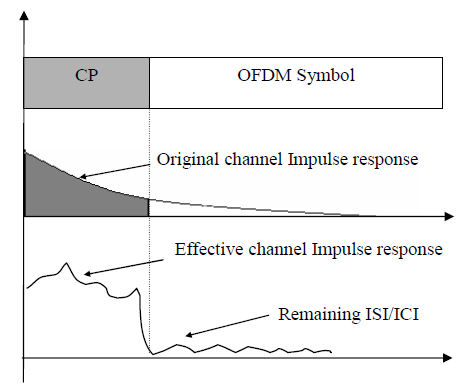 CP
OFDM Symbol
Original channel Impulse response
Effective channel Impulse response
Remaining ISI/ICI